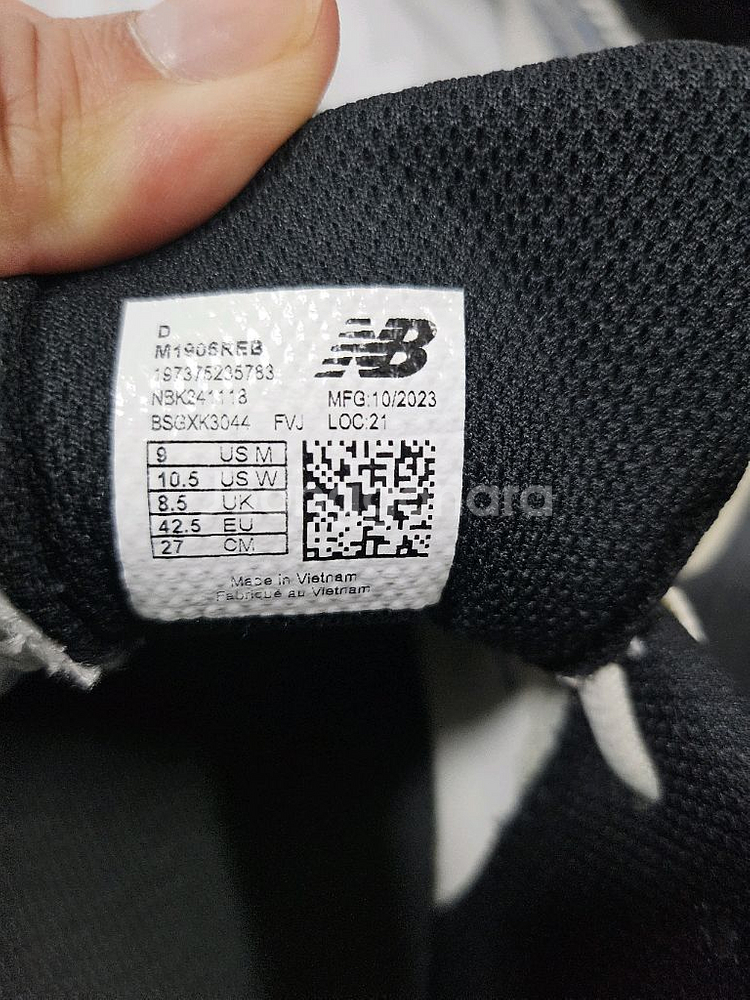 D
M1906REB
197375235783
NBK241113
MFG:10/2023
BSGXK3044 FVJ LOC:21
9 US M
10.5 US W
8.5 UK
42.5 EU
27 CM
Made in Vietnam
Fabriqué au Vietnam
NB